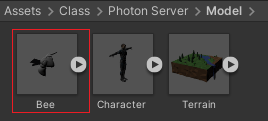 Assets > Class > Photon Server > Model >
Bee Character Terrain